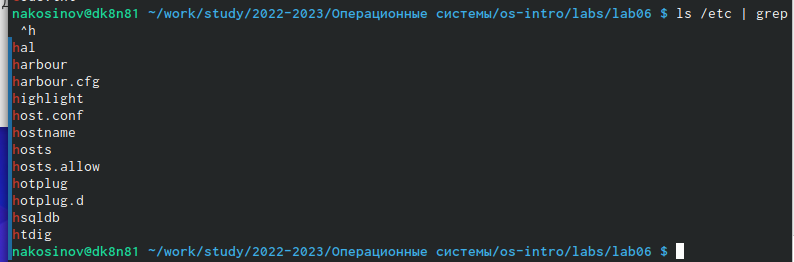 nakosinov@dk8n81 ~/work/study/2022-2023/Операционные системы/os-intro/labs/lab06 $ ls /etc | grep
^h
hal
harbour
harbour.cfg
highlight
host.conf
hostname
hosts
hosts.allow
hotplug
hotplug.d
hsqldb
htdig
nakosinov@dk8n81 ~/work/study/2022-2023/Операционные системы/os-intro/labs/lab06 $